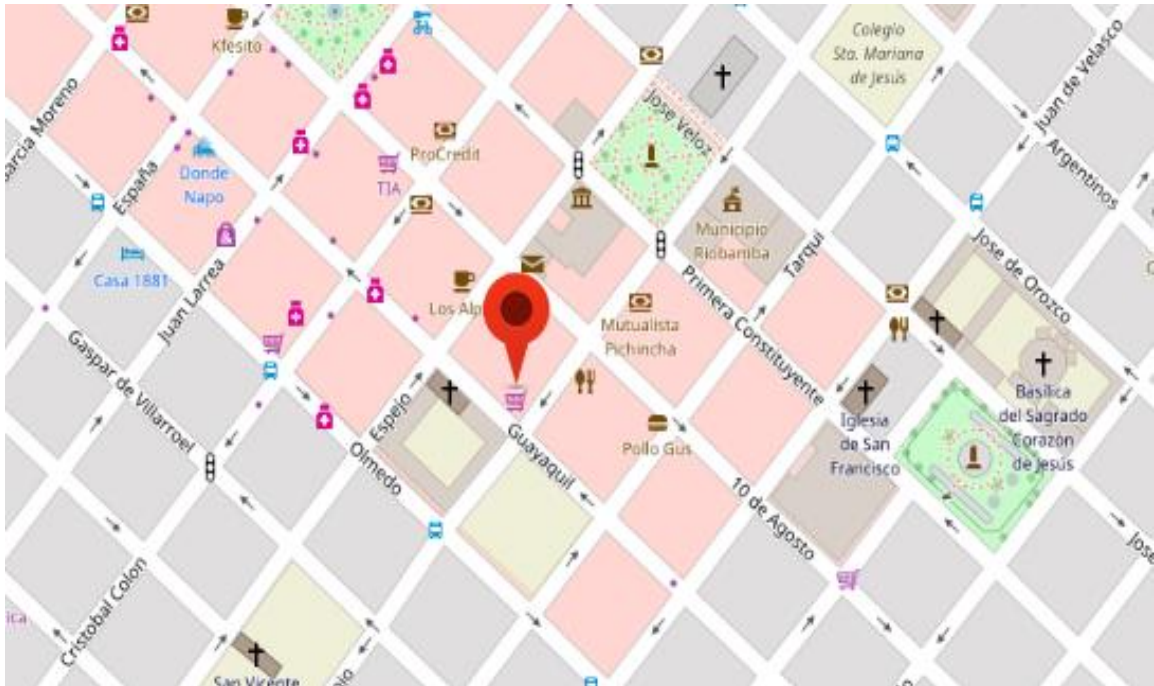 Kfesito
Colegio
Sta. Mariana
de Jesús
Juan de Velasco
Garcia Moreno
España
Jose Veloz
Argentinos
ProCredit
TIA
Donde
Napo
Municipio
Riobamba
Tarqui
Jose de Orozco
Casa 1881
Juan Larrea
Los Alp
Primera Constituyente
Mutualista
Pichincha
Gaspar de Villarroel
Espejo
Guayaquil
Olmedo
Pollo Gus
Iglesia
de San
Francisco
Basílica
del Sagrado
Corazón
de Jesús
10 de Agosto
Jose
Cristobal Colon
ica
San Vicente